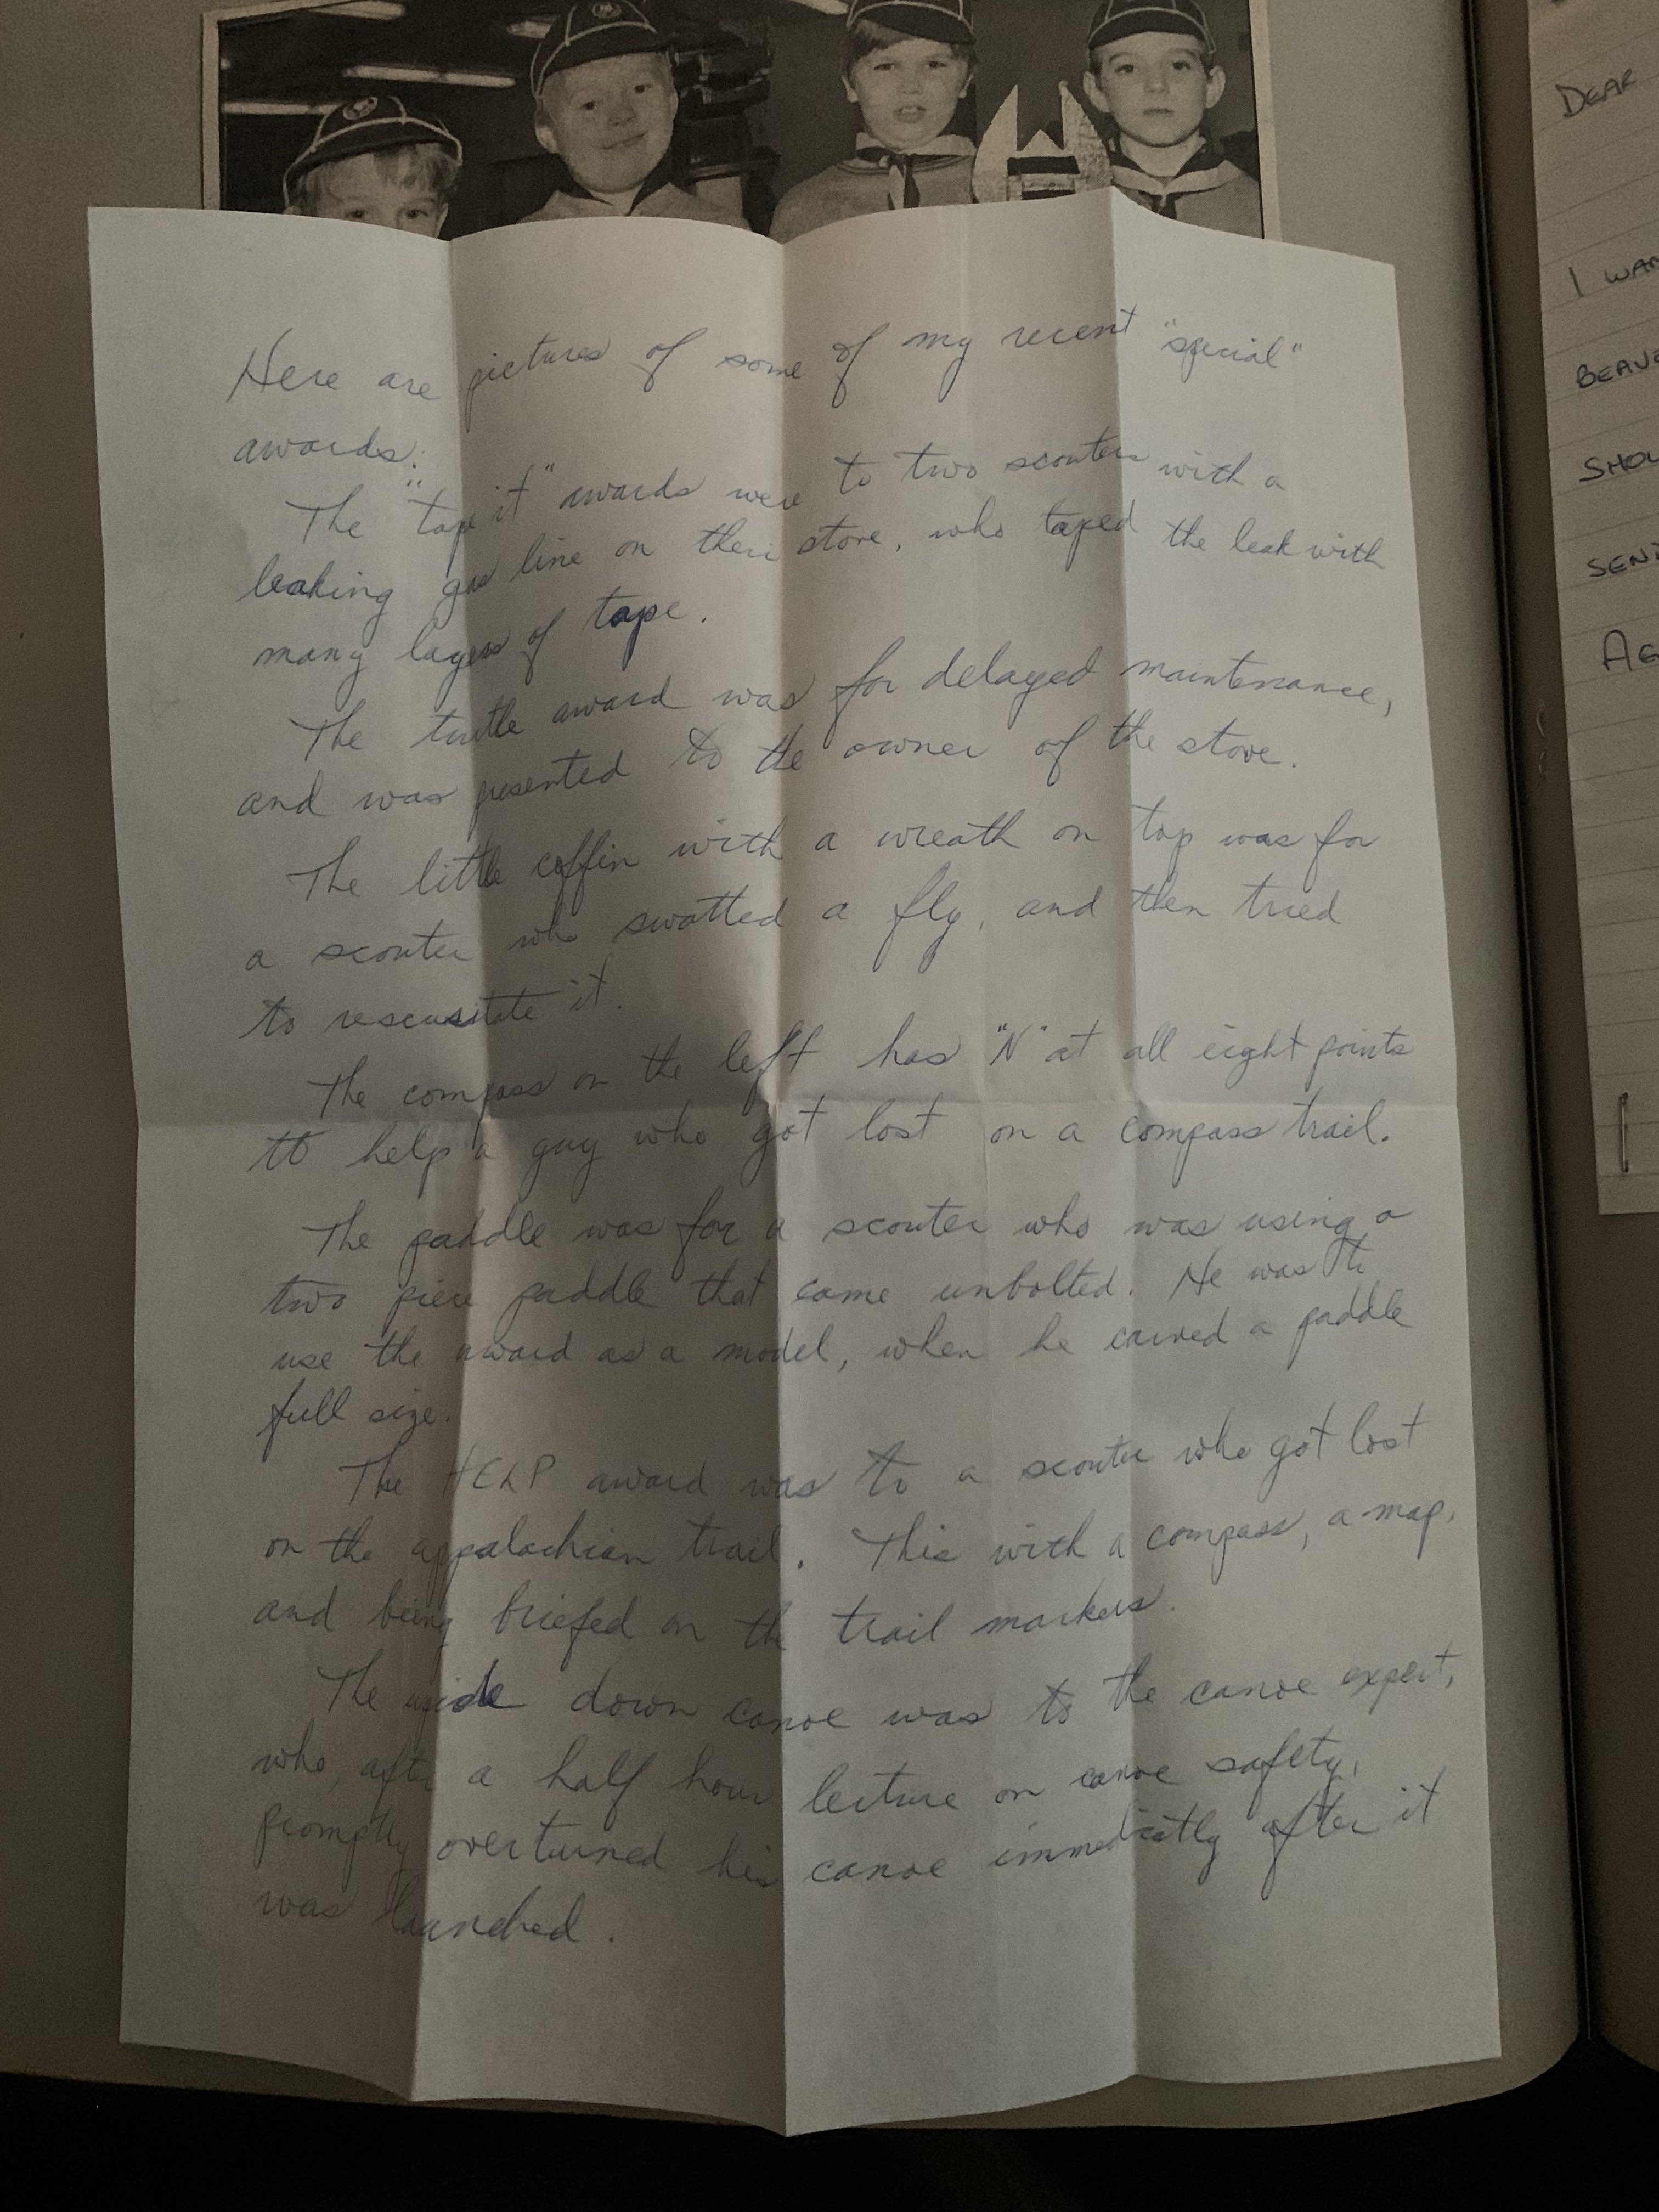 Here are pictures of some of my recent "special"
awards:
The "tape it" awards were to two scouters with a
leaking gas line on their stove, who taped the leak with
many layers of tape.
The turtle award was for delayed maintenance,
and was presented to the owner of the stove.
The little coffin with a wreath on top was for
a scouter who swatted a fly, and then tried
to rescusitate it.
The compass on the left has "N" at all eight points
to help a guy who got lost on a compass trail.
The paddle was for a scouter who was using a
two piece paddle that came unbolted. He was to
use the award as a model, when he carved a paddle
full size.
The HELP award was to a scouter who got lost
on the appalachian trail. This with a compass, a map,
and being briefed on the trail markers.
The upside down canoe was to the canoe expert,
who, after a half hour lecture on canoe safety,
promptly overturned his canoe immediatly after it
was launched.
DEAR
I